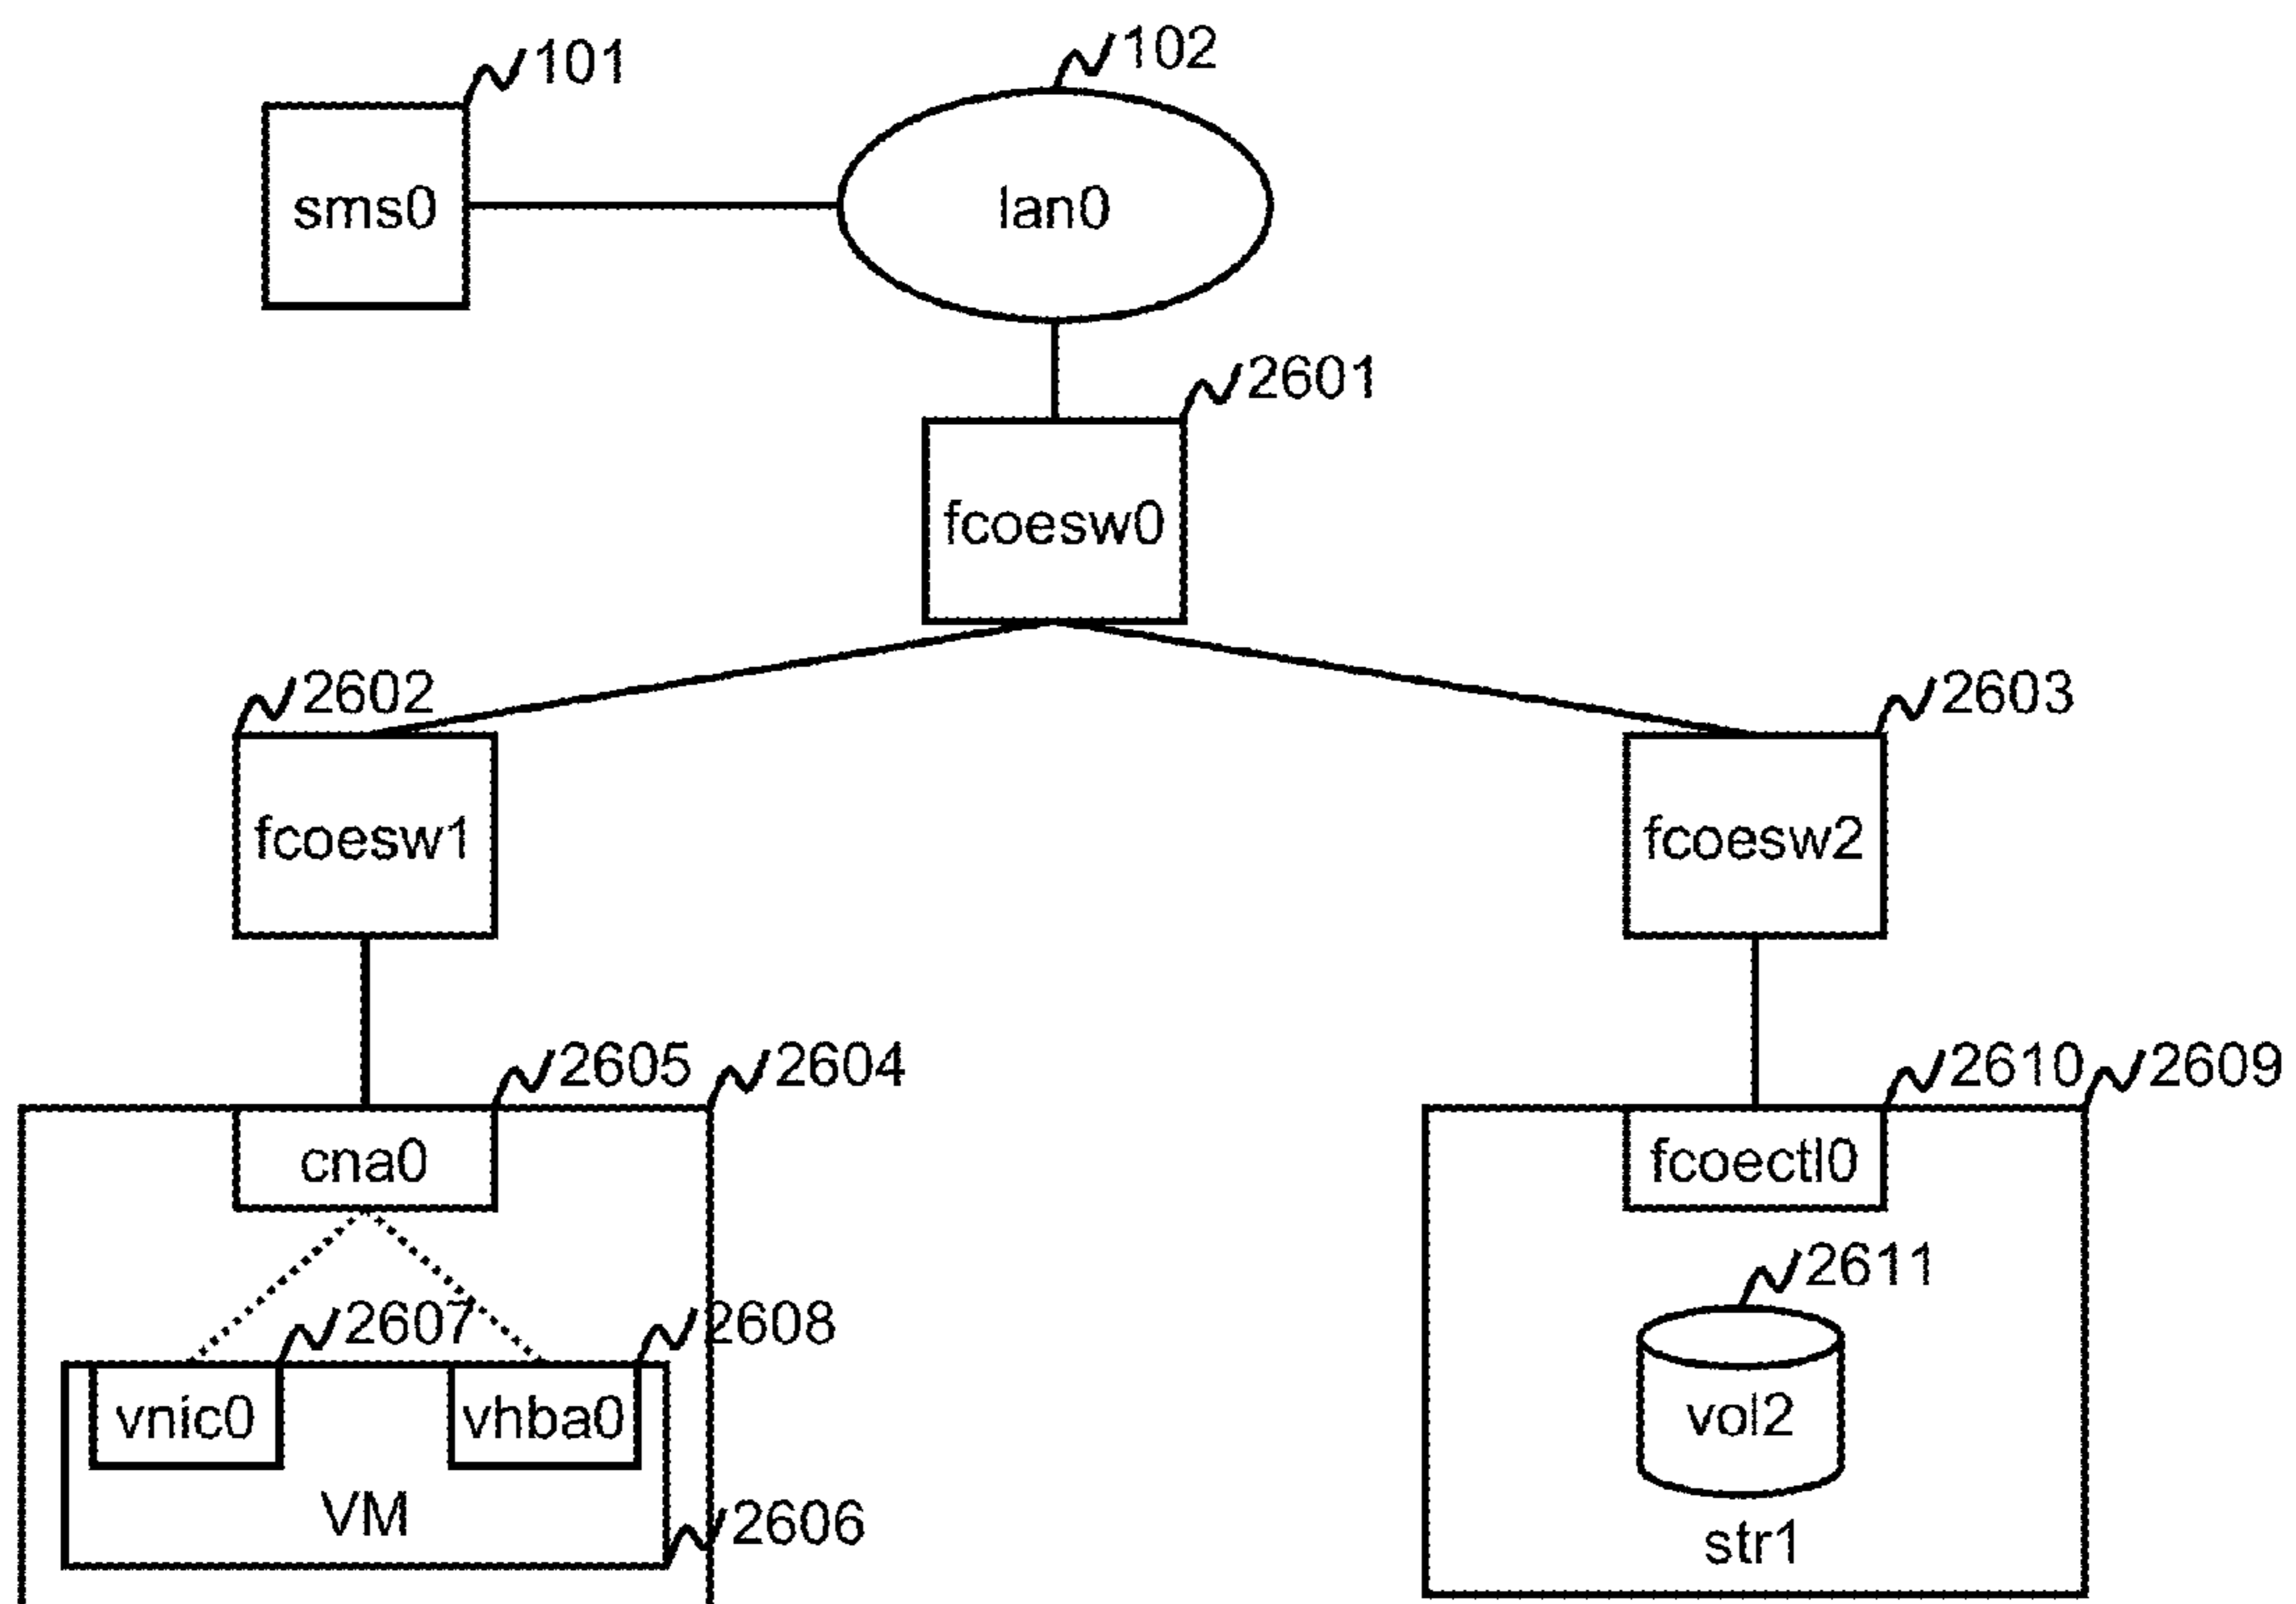 101
102
sms0
lan0
2601
fcoesw0
2602
2603
fcoesw1
fcoesw2
2605
2604
2610
2609
cna0
fcoectl0
2611
2607
2608
vnic0
vhba0
vol2
VM
2606
str1